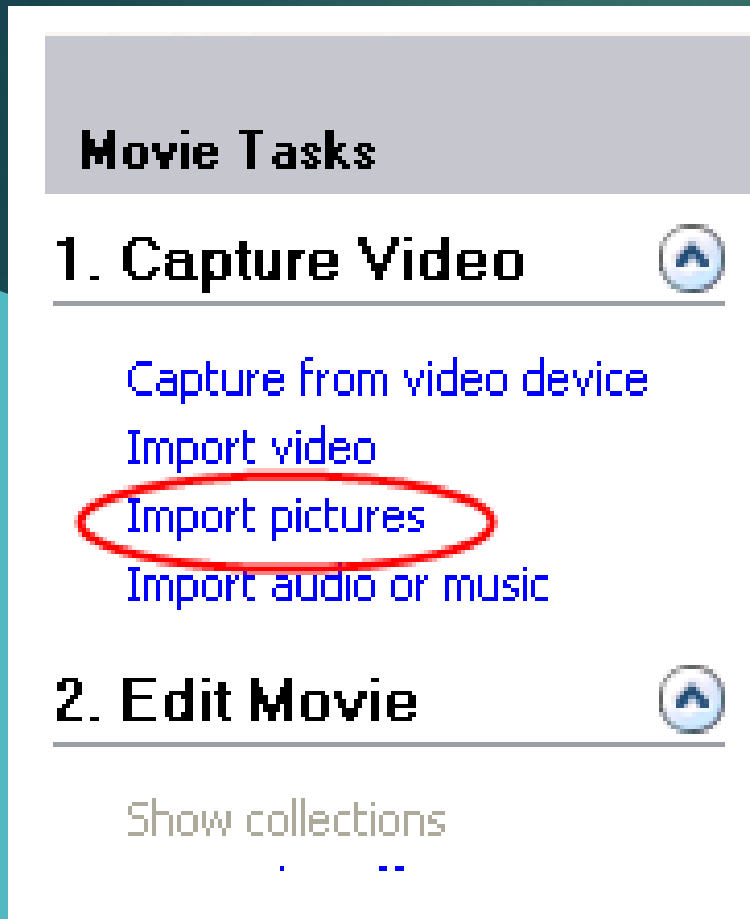 Movie Tasks
1. Capture Video
Capture from video device
Import video
Import pictures
Import audio or music
2. Edit Movie
Show collections